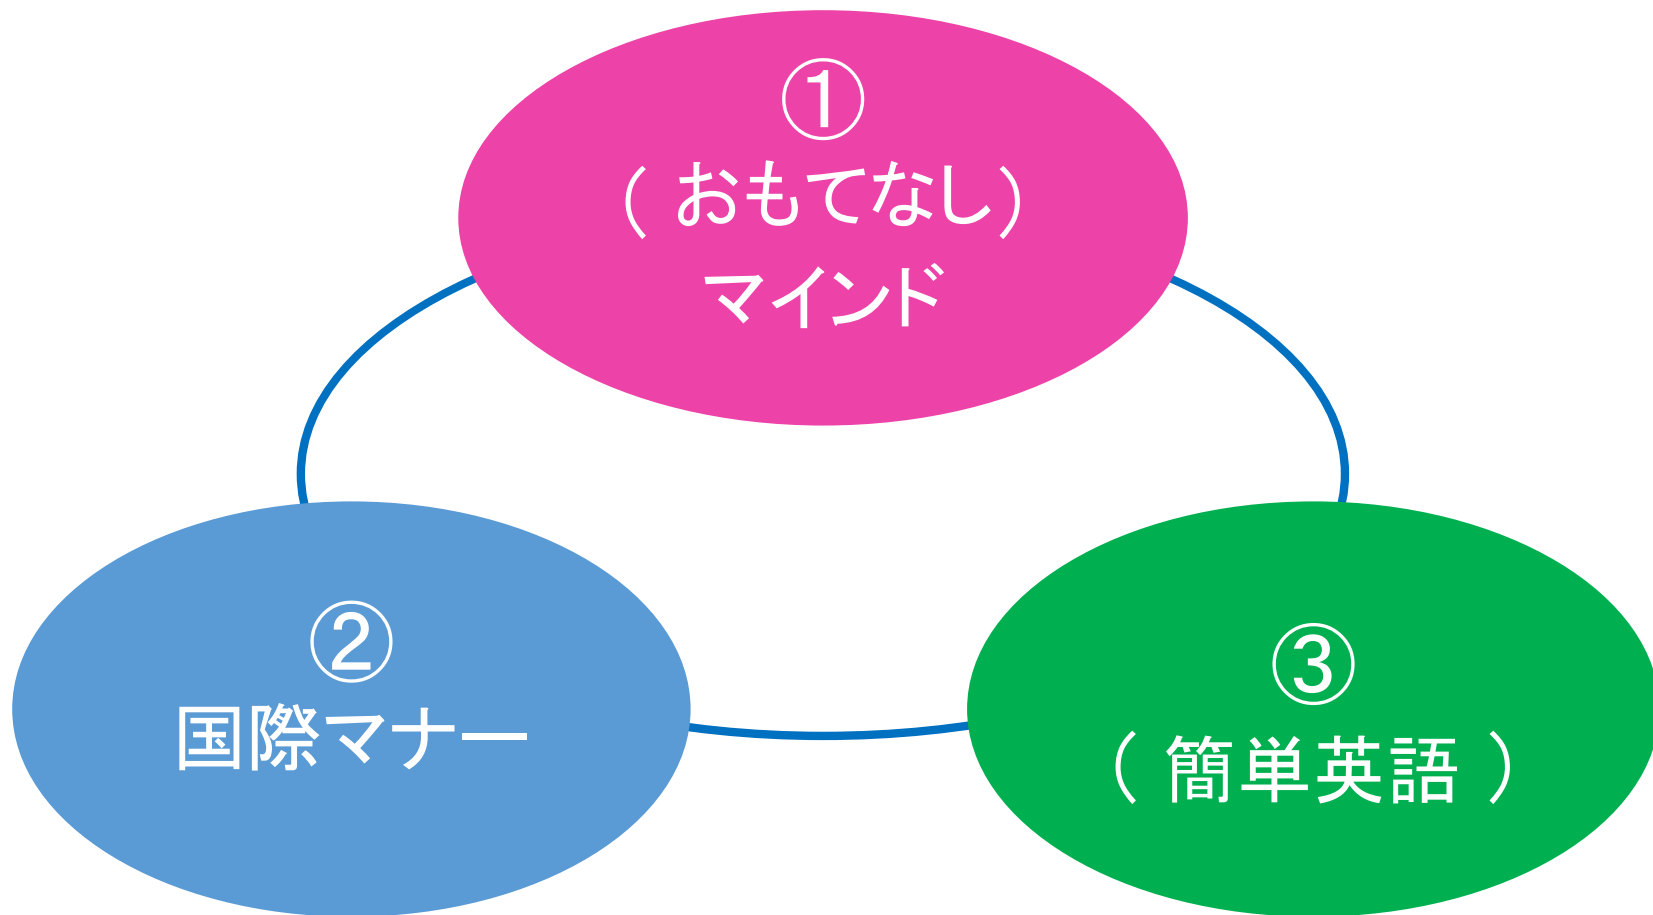 ①
（ おもてなし）
マインド
②
国際マナー
③
（ 簡単英語 ）